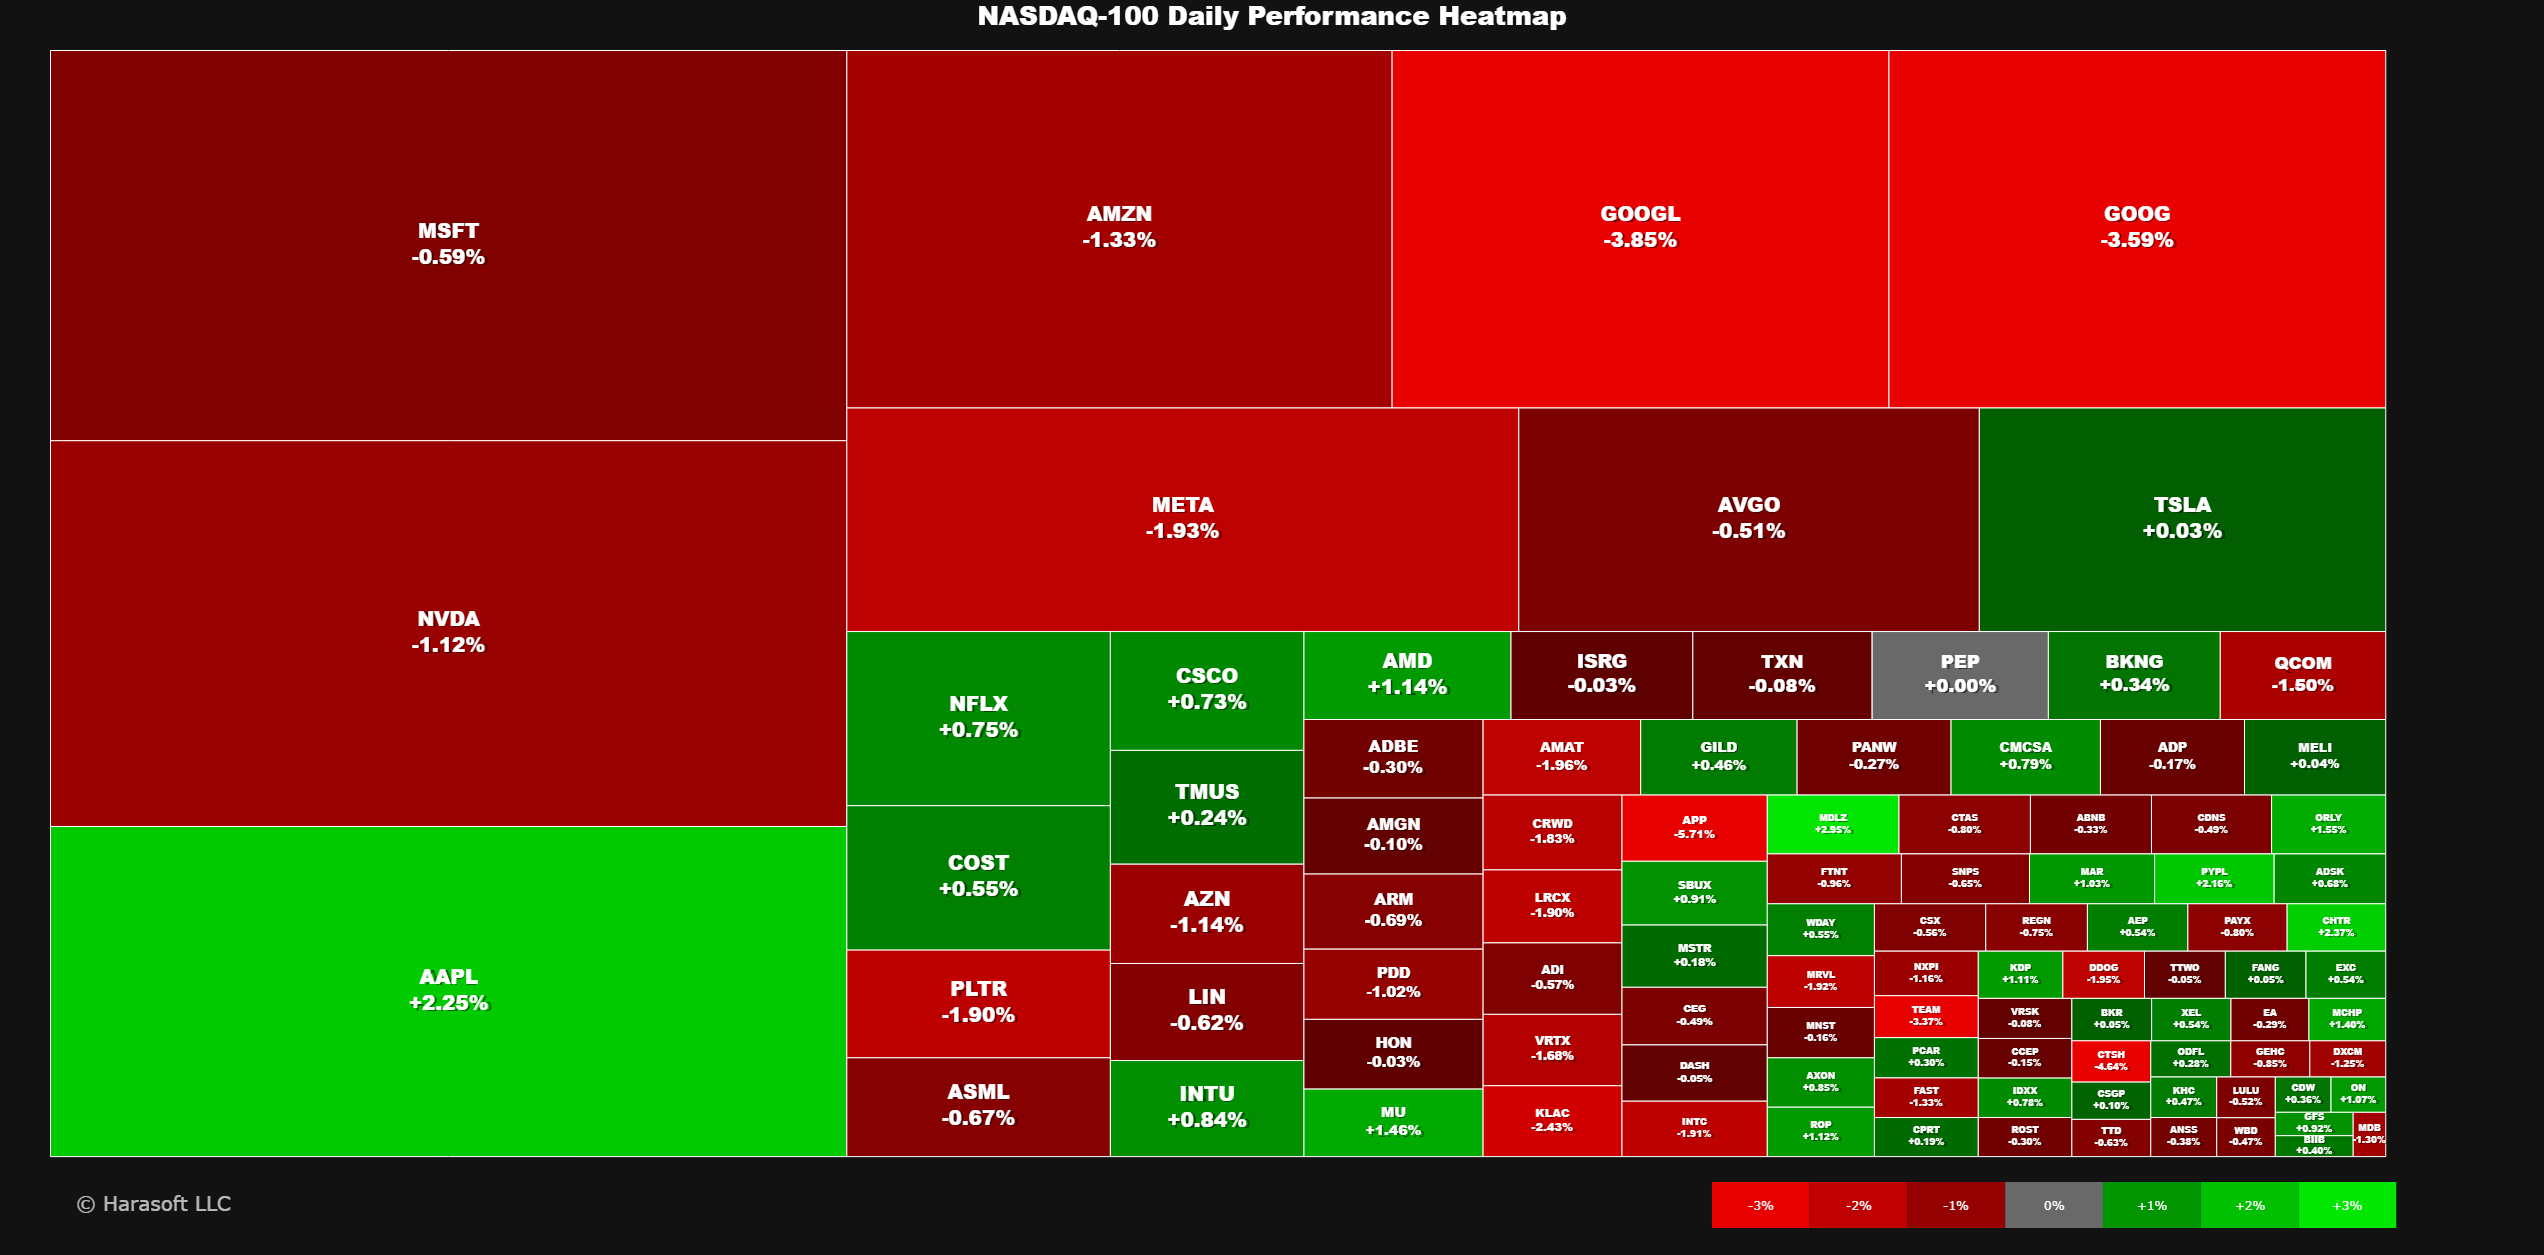 NASDAQ-100 Daily Performance Heatmap
MSFT
-0.59%
NVDA
-1.12%
AAPL
+2.25%
AMZN
-1.33%
GOOGL
-3.85%
GOOG
-3.59%
META
-1.93%
AVGO
-0.51%
TSLA
+0.03%
NFLX
+0.75%
COST
+0.55%
PLTR
-1.90%
ASML
-0.67%
CSCO
+0.73%
TMUS
+0.24%
AZN
-1.14%
LIN
-0.62%
INTU
+0.84%
AMD
+1.14%
ISRG
-0.03%
TXN
-0.08%
PEP
+0.00%
BKNG
+0.34%
QCOM
-1.50%
ADBE
-0.30%
AMGN
-0.10%
ARM
-0.69%
PDD
-1.02%
HON
-0.03%
MU
+1.46%
AMAT
-1.96%
GILD
+0.46%
PANW
-0.27%
CMCSA
+0.79%
ADP
-0.17%
MELI
+0.04%
CRWD
-1.83%
LRCX
-1.90%
ADI
-0.57%
VRTX
-1.68%
KLAC
-2.43%
APP
-5.71%
SBUX
+0.91%
MSTR
+0.18%
CEG
-0.49%
DASH
-0.05%
INTC
-1.91%
MDLZ
+2.95%
CTAS
-0.80%
ABNB
-0.33%
CDNS
-0.49%
ORLY
+1.55%
FTNT
-0.96%
SNPS
-0.65%
MAR
+1.03%
PYPL
+2.16%
ADSK
+0.68%
WDAY
+0.55%
MRVL
-1.92%
MNST
-0.16%
AXON
+0.85%
ROP
+1.12%
CSX
-0.56%
REGN
-0.75%
AEP
+0.54%
PAYX
-0.80%
CHTR
+2.37%
NXPI
-1.16%
TEAM
-3.37%
PCAR
+0.30%
FAST
-1.33%
CPRT
+0.19%
KDP
+1.11%
DDOG
-1.95%
TTWO
-0.05%
FANG
+0.05%
EXC
+0.54%
VRSK
-0.08%
CCEP
-0.15%
IDXX
+0.78%
ROST
-0.30%
BKR
+0.05%
XEL
+0.54%
EA
-0.29%
MCHP
+1.40%
CTSH
-4.64%
CSGP
+0.10%
TTD
-0.63%
ODFL
+0.28%
GEHC
-0.85%
DXCM
-1.25%
KHC
+0.47%
LULU
-0.52%
CDW
+0.36%
ON
+1.07%
ANSS
-0.38%
WBD
-0.47%
GFS
+0.92%
BIIB
+0.40%
MDB
-1.30%
© Harasoft LLC
-3%
-2%
-1%
0%
+1%
+2%
+3%